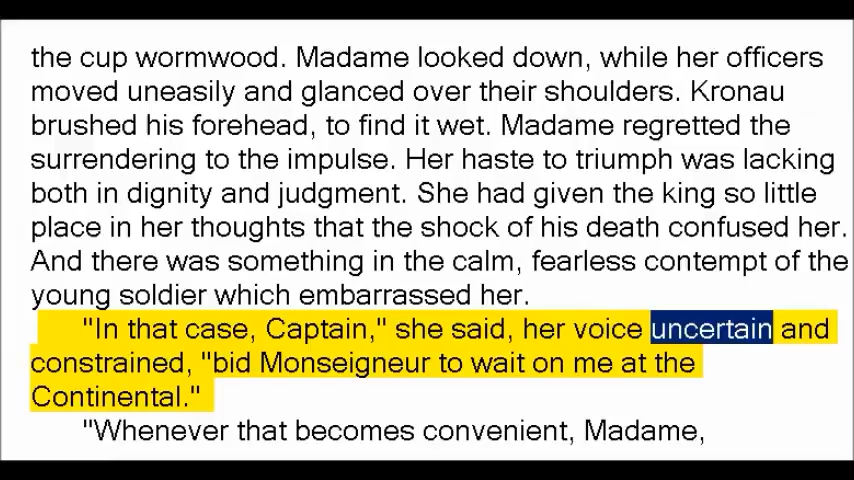 the cup wormwood. Madame looked down, while her officers
moved uneasily and glanced over their shoulders. Kronau
brushed his forehead, to find it wet. Madame regretted the
surrendering to the impulse. Her haste to triumph was lacking
both in dignity and judgment. She had given the king so little
place in her thoughts that the shock of his death confused her.
And there was something in the calm, fearless contempt of the
young soldier which embarrassed her.
"In that case, Captain," she said, her voice uncertain and
constrained, "bid Monseigneur to wait on me at the
Continental."
"Whenever that becomes convenient, Madame,